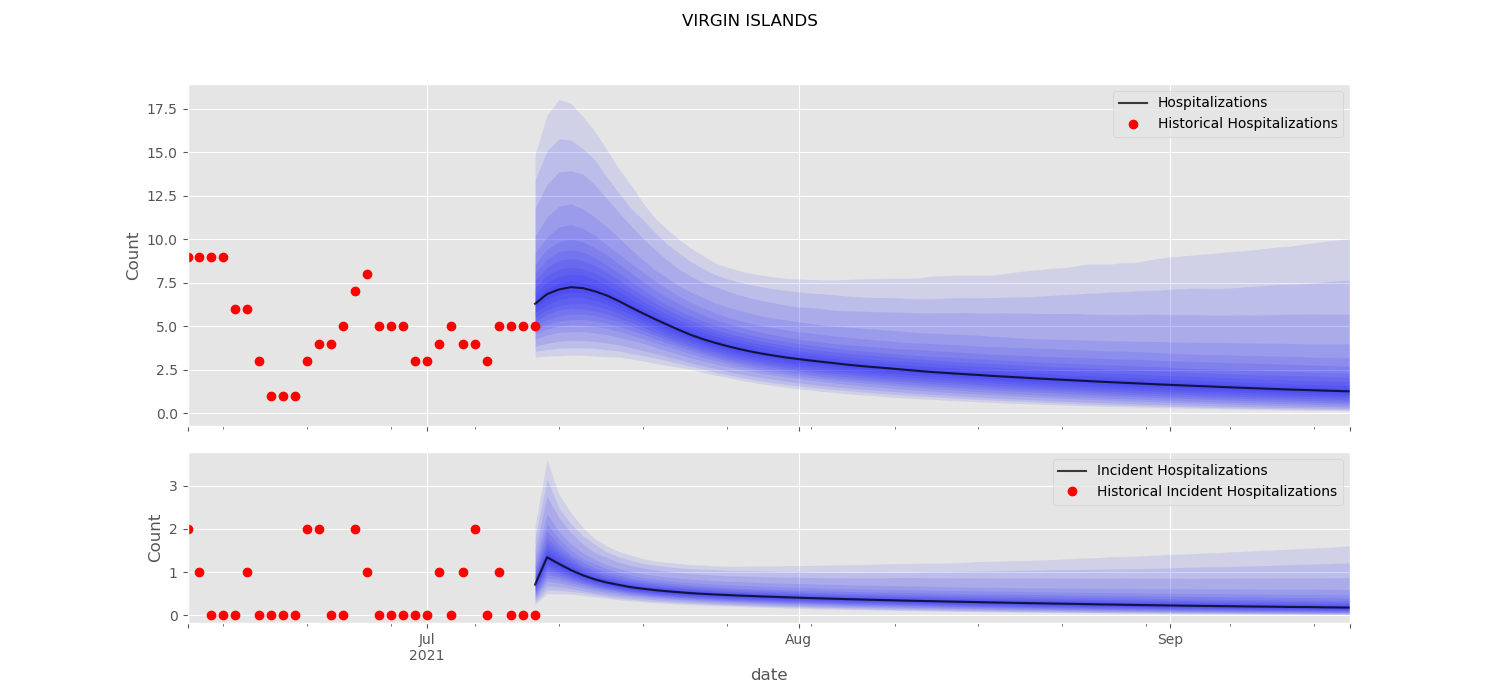 VIRGIN ISLANDS
17.5
15.0
12.5
10.0
7.5
5.0
2.5
0.0
Count
Hospitalizations
Historical Hospitalizations
3
2
1
0
Count
Incident Hospitalizations
Historical Incident Hospitalizations
Jul
2021
Aug
Sep
date